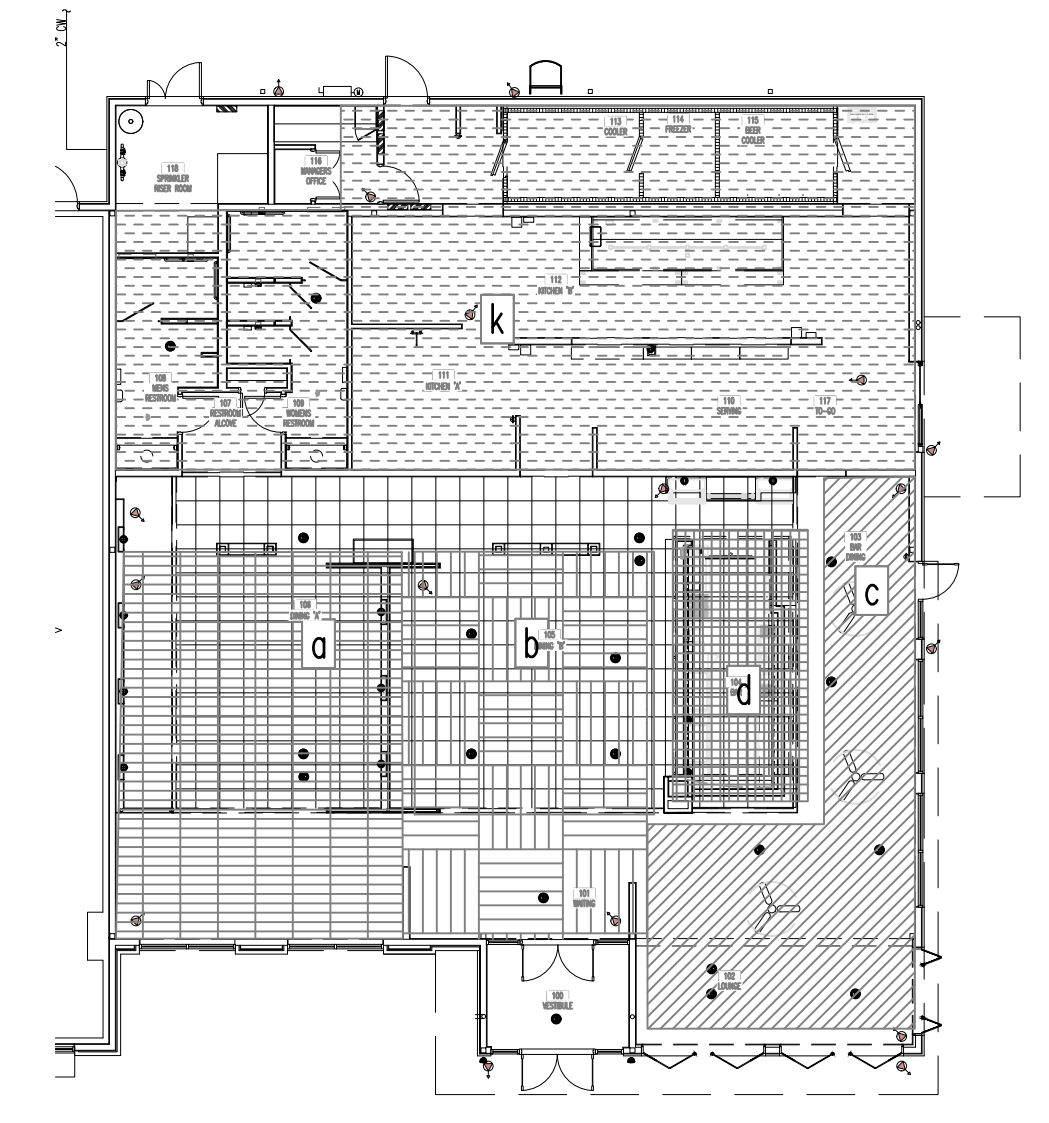 2" CW
113
COOLER
114
FREEZER
115
BEER
COOLER
118
SPRINKLER
RISER ROOM
116
MANAGERS
OFFICE
112
KITCHEN "B"
k
111
KITCHEN "A"
108
MENS
RESTROOM
107
RESTROOM
ALCOVE
109
WOMENS
RESTROOM
110
SERVING
117
TO-GO
103
BAR
DINING
c
106
DINING "A"
a
105
DINING "B"
b
104
d
101
WAITING
102
LOUNGE
100
VESTIBULE